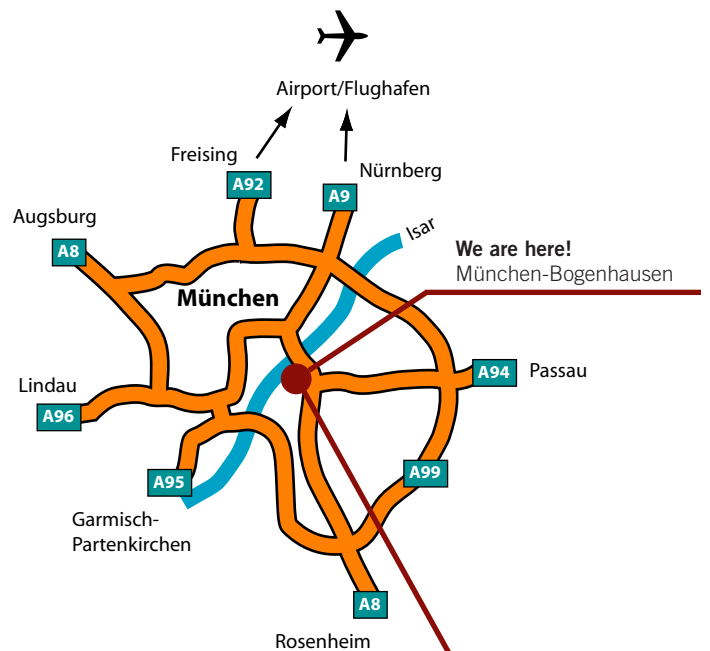 Airport/Flughafen
Freising
Nürnberg
A92
A9
Augsburg
A8
Isar
We are here!
München-Bogenhausen
München
Lindau
A96
A94
Passau
A99
A95
Garmisch-
Partenkirchen
A8
Rosenheim